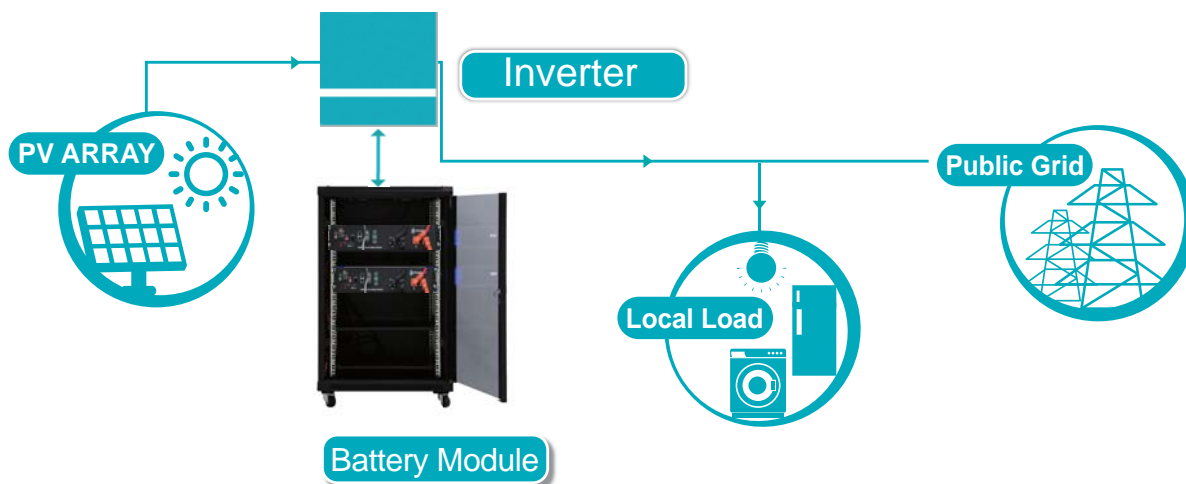 Inverter
PV ARRAY
Public Grid
Local Load
Battery Module